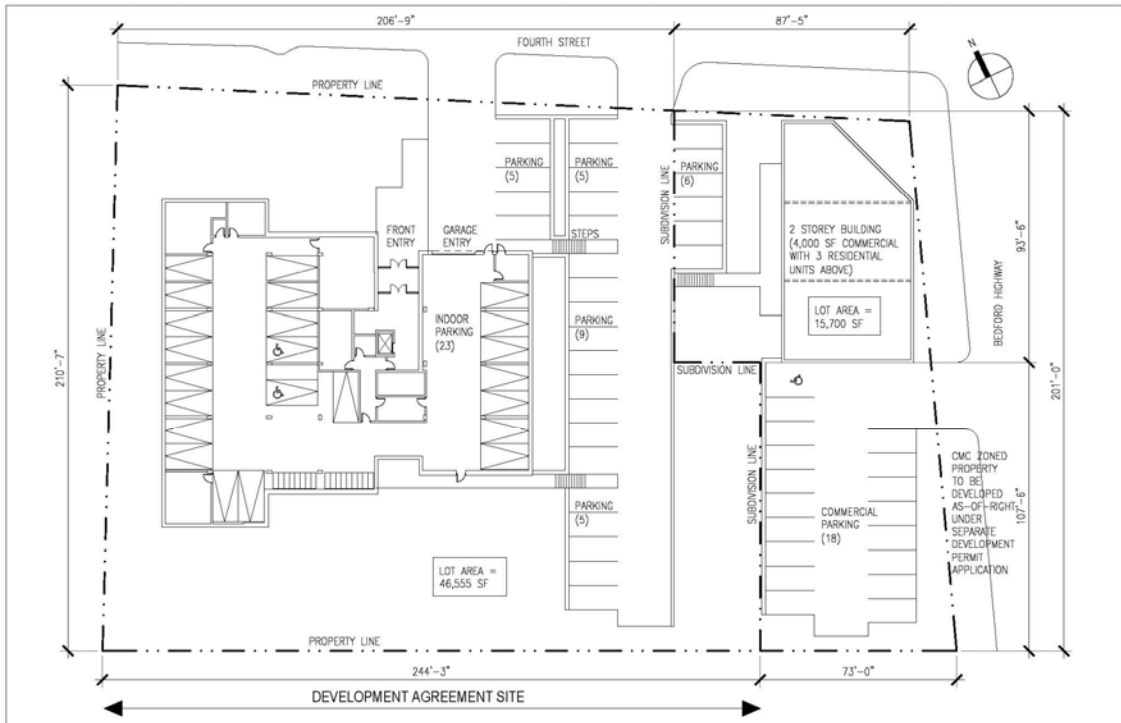 206'-9"
87'-5"
FOURTH STREET
N
PROPERTY LINE
PARKING
(5)
PARKING
(5)
SUBDIVISION LINE
PARKING
(6)
STEPS
FRONT
ENTRY
GARAGE
ENTRY
2 STOREY BUILDING
(4,000 SF COMMERCIAL
WITH 3 RESIDENTIAL
UNITS ABOVE)
LOT AREA =
15,700 SF
93'-6"
BEDFORD HIGHWAY
210'-7"
PROPERTY LINE
INDOOR
PARKING
(23)
PARKING
(9)
SUBDIVISION LINE
201'-0"
SUBDIVISION LINE
PARKING
(5)
COMMERCIAL
PARKING
(18)
CMC ZONED
PROPERTY
TO BE
DEVELOPED
AS-OF-RIGHT
UNDER
SEPARATE
DEVELOPMENT
PERMIT
APPLICATION
107'-6"
LOT AREA =
46,555 SF
PROPERTY LINE
244'-3"
73'-0"
DEVELOPMENT AGREEMENT SITE